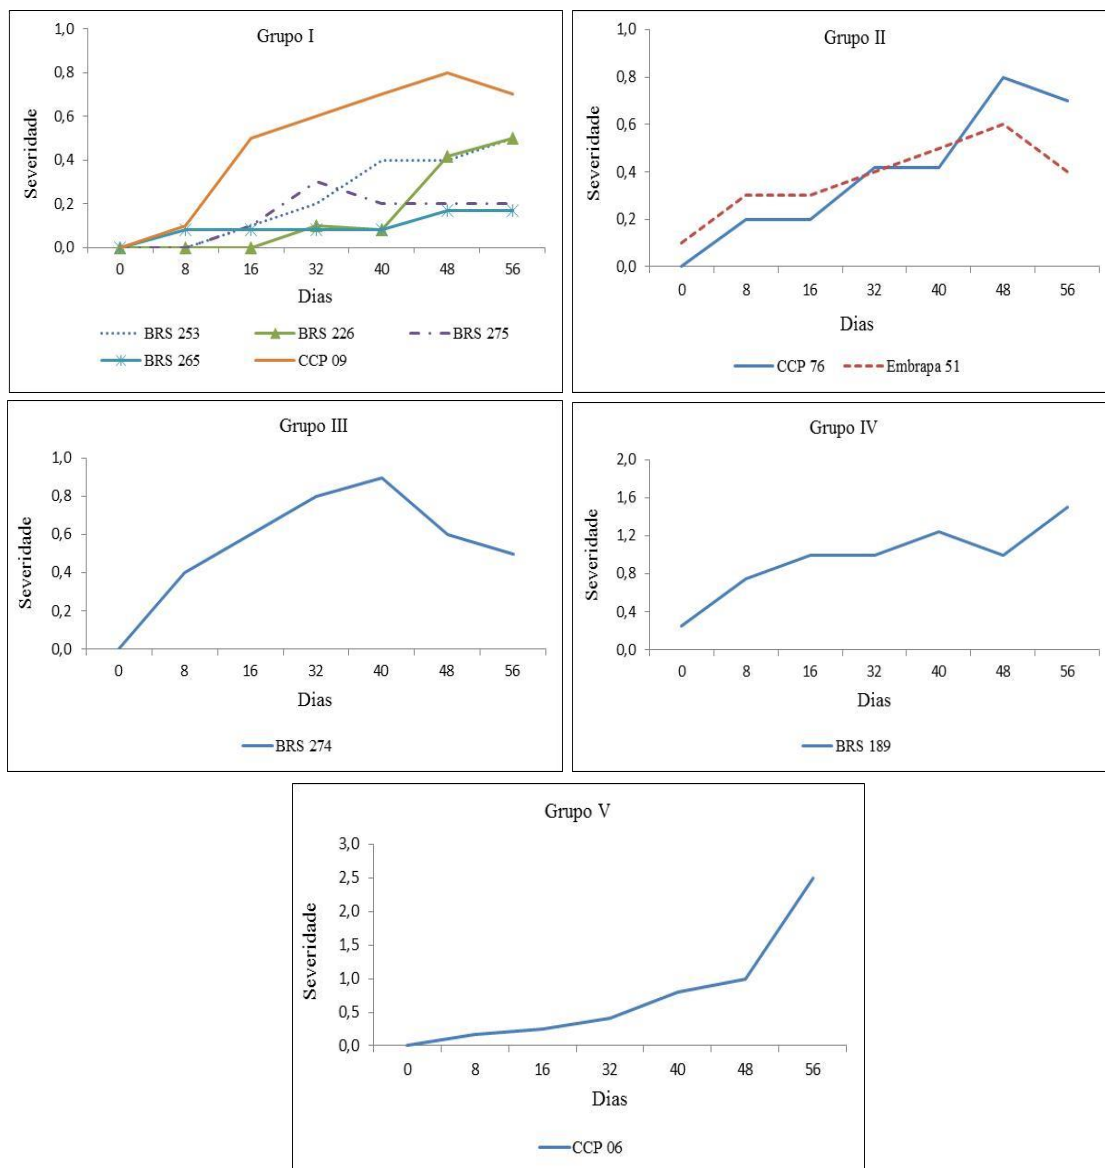 Grupo I
Severidade
1,0
0,8
0,6
0,4
0,2
0,0
0 8 16 32 40 48 56
Dias
BRS 253 BRS 226 BRS 275
BRS 265 CCP 09
Grupo II
Severidade
1,0
0,8
0,6
0,4
0,2
0,0
0 8 16 32 40 48 56
Dias
CCP 76 Embrapa 51
Grupo III
Severidade
1,0
0,8
0,6
0,4
0,2
0,0
0 8 16 32 40 48 56
Dias
BRS 274
Grupo IV
Severidade
2,0
1,6
1,2
0,8
0,4
0,0
0 8 16 32 40 48 56
Dias
BRS 189
Grupo V
Severidade
3,0
2,5
2,0
1,5
1,0
0,5
0,0
0 8 16 32 40 48 56
Dias
CCP 06